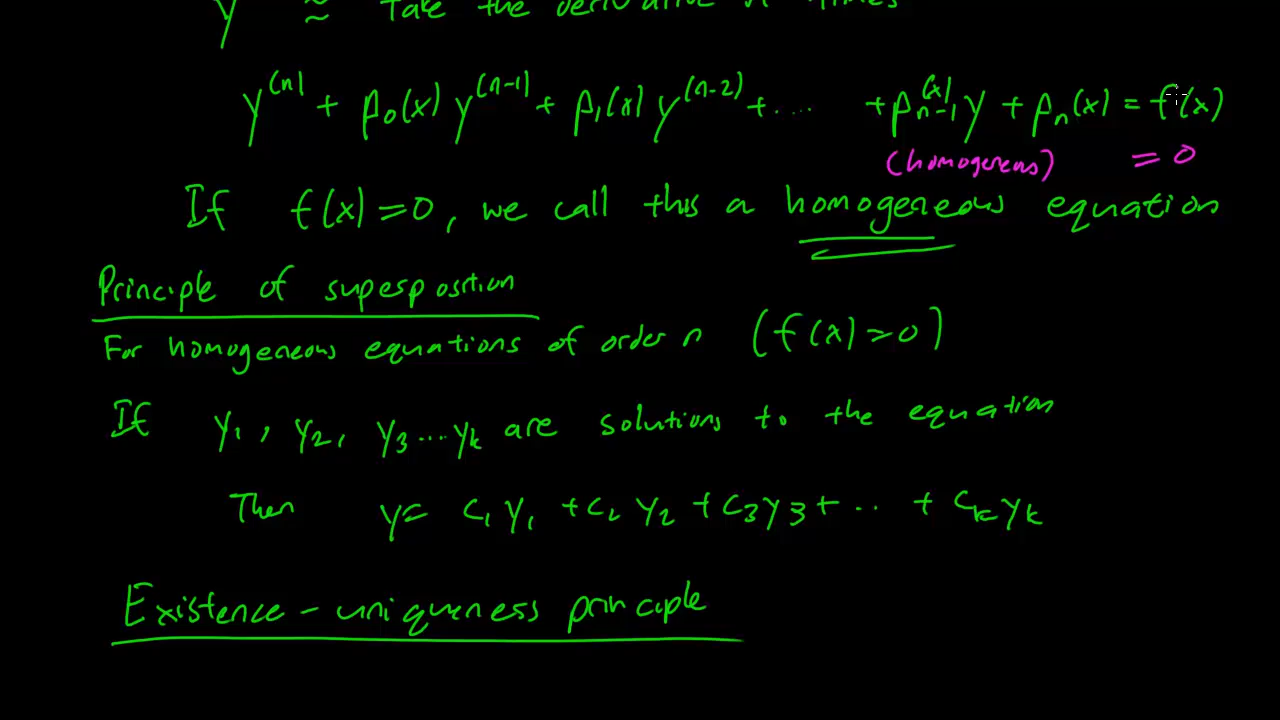 y ≈ Take the derivative n times
y^(n) + p₀(x) y^(n-1) + p₁(x) y^(n-2) + .... + p_{n-1}^(x) y + pₙ(x) = f(x)
(homogeneous) = 0
If f(x) = 0, we call this a homogeneous equation
Principle of superposition
For homogeneous equations of order n (f(x) = 0)
If y₁, y₂, y₃ ... yₖ are solutions to the equation
Then y = c₁y₁ + c₂y₂ + c₃y₃ + .. + cₖyₖ
Existence - uniqueness principle